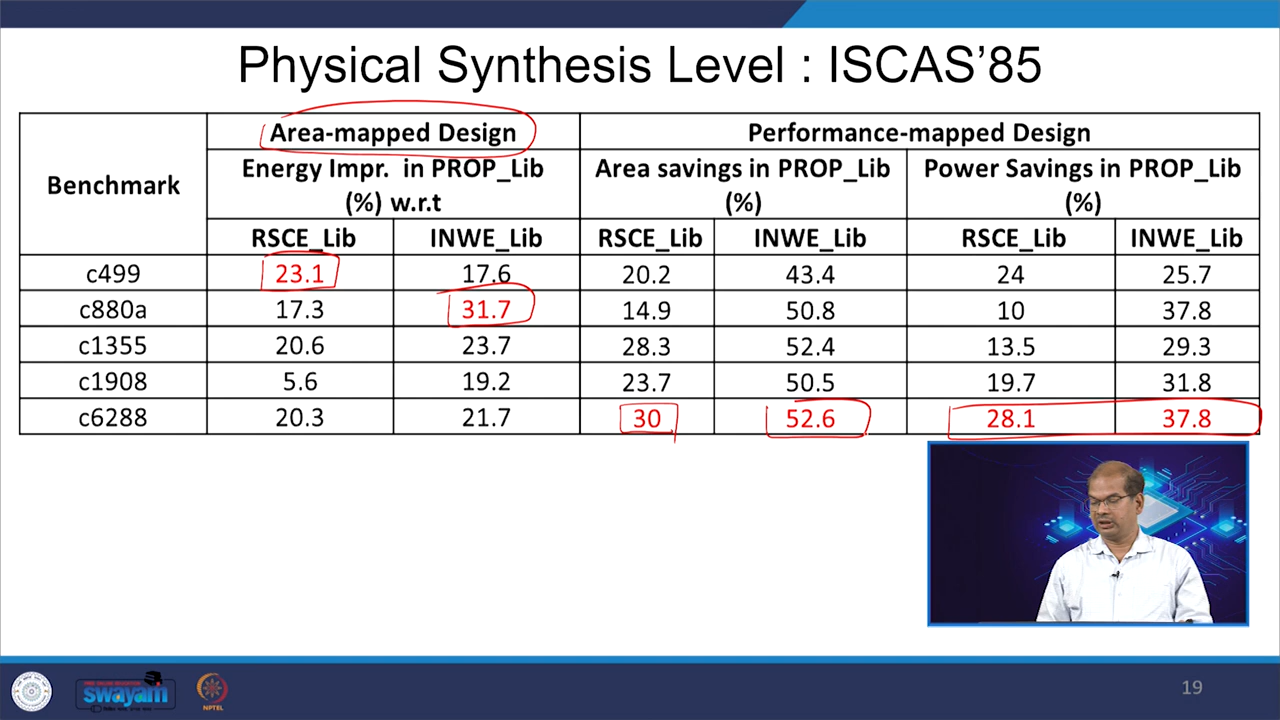 Physical Synthesis Level : ISCAS’85
Benchmark
Area-mapped Design
Performance-mapped Design
Energy Impr. in PROP_Lib (%) w.r.t
Area savings in PROP_Lib (%)
Power Savings in PROP_Lib (%)
RSCE_Lib INWE_Lib RSCE_Lib INWE_Lib RSCE_Lib INWE_Lib
c499 23.1 17.6 20.2 43.4 24 25.7
c880a 17.3 31.7 14.9 50.8 10 37.8
c1355 20.6 23.7 28.3 52.4 13.5 29.3
c1908 5.6 19.2 23.7 50.5 19.7 31.8
c6288 20.3 21.7 30 52.6 28.1 37.8
swayam
NPTEL
19